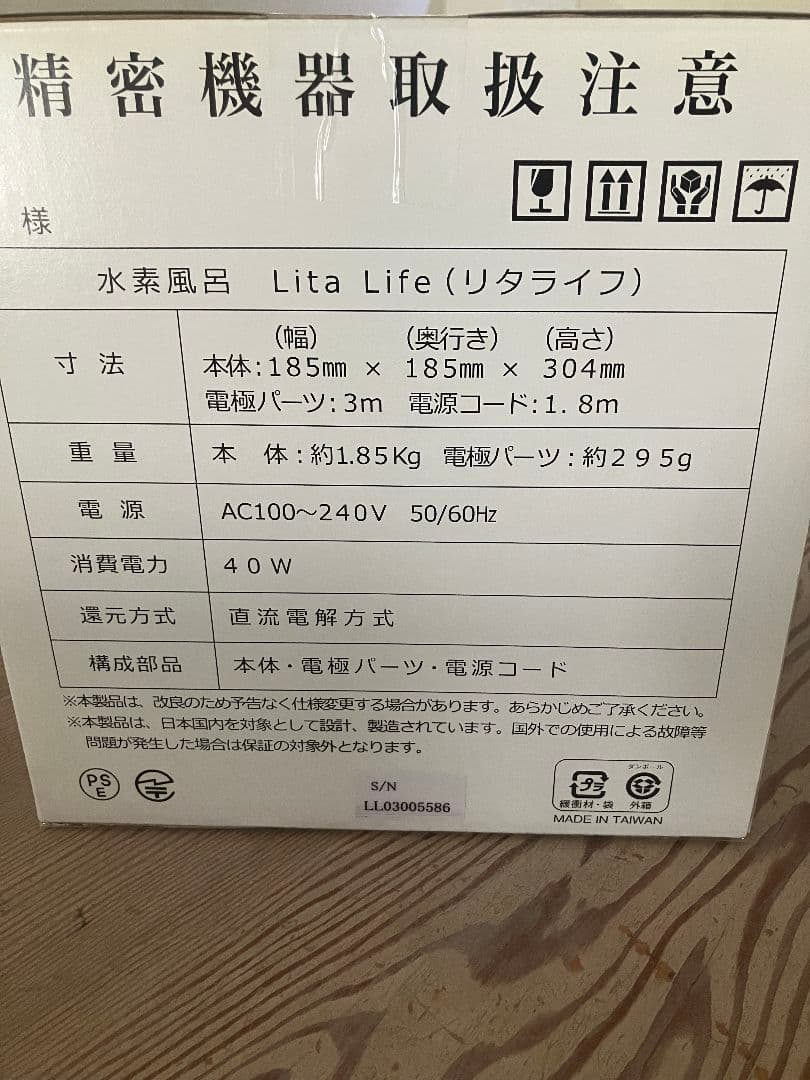 精密機器取扱注意
様
水素風呂　Lita Life（リタライフ）
寸法
（幅）　（奥行き）　（高さ）
本体：185㎜ × 185㎜ × 304㎜
電極パーツ：3m　電源コード：1.8m
重量　本　体：約1.85Kg　電極パーツ：約295g
電源　AC100～240V　50/60Hz
消費電力　40W
還元方式　直流電解方式
構成部品　本体・電極パーツ・電源コード
※本製品は、改良のため予告なく仕様変更する場合があります。あらかじめご了承ください。
※本製品は、日本国内を対象として設計、製造されています。国外での使用による故障等
問題が発生した場合は保証の対象外となります。
PS
E
S/N
LL03005586
ダンボール
プラ
緩衝材・袋　外箱
MADE IN TAIWAN